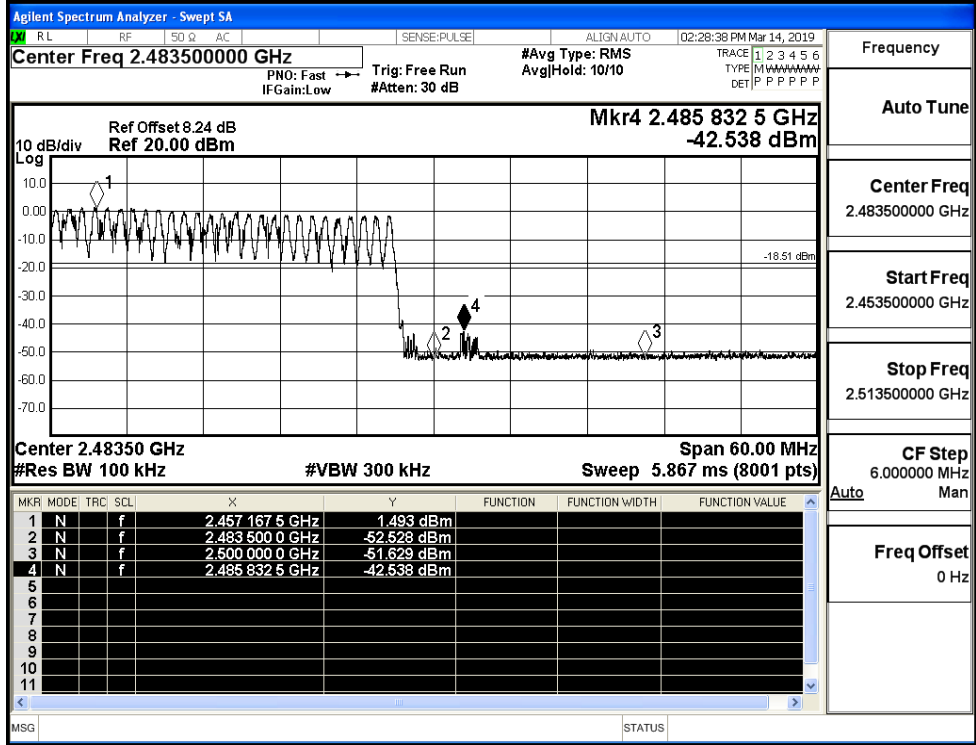 Agilent Spectrum Analyzer - Swept SA
LXI RL RF 50 Ω AC SENSE:PULSE ALIGNAUTO 02:28:38 PM Mar 14, 2019
Center Freq 2.483500000 GHz
PNO: Fast
IFGain:Low
Trig: Free Run
#Atten: 30 dB
#Avg Type: RMS
Avg|Hold: 10/10
TRACE 1 2 3 4 5 6
TYPE M WWWWW
DET P P P P P P
Mkr4 2.485 832 5 GHz
-42.538 dBm
Ref Offset 8.24 dB
10 dB/div Ref 20.00 dBm
Log
10.0
0.00
-10.0
-20.0
-30.0
-40.0
-50.0
-60.0
-70.0
1
2
4
3
-18.51 dBm
Center 2.48350 GHz Span 60.00 MHz
#Res BW 100 kHz #VBW 300 kHz Sweep 5.867 ms (8001 pts)
MKR MODE TRC SCL X Y FUNCTION FUNCTION WIDTH FUNCTION VALUE
1 N f 2.457 167 5 GHz 1.493 dBm
2 N f 2.483 500 0 GHz -52.528 dBm
3 N f 2.500 000 0 GHz -51.629 dBm
4 N f 2.485 832 5 GHz -42.538 dBm
5
6
7
8
9
10
11
MSG STATUS
Frequency
Auto Tune
Center Freq
2.483500000 GHz
Start Freq
2.453500000 GHz
Stop Freq
2.513500000 GHz
CF Step
6.000000 MHz
Auto Man
Freq Offset
0 Hz